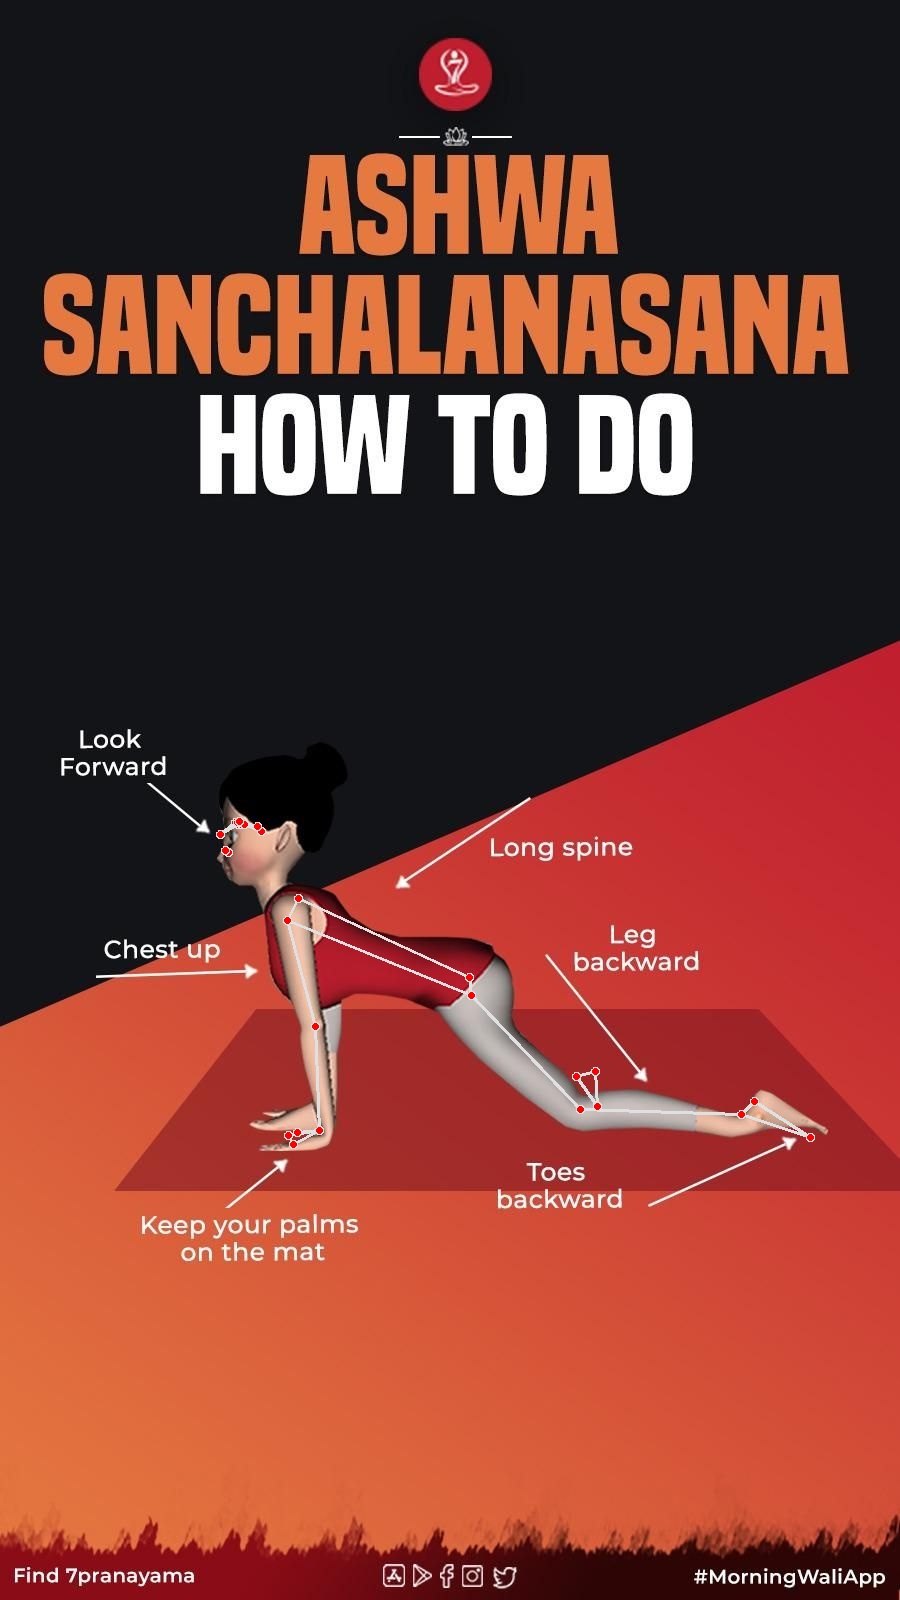 ASHWA
SANCHALANASANA
HOW TO DO
Look
Forward
Long spine
Chest up
Leg
backward
Toes
backward
Keep your palms
on the mat
Find 7pranayama
#MorningWaliApp